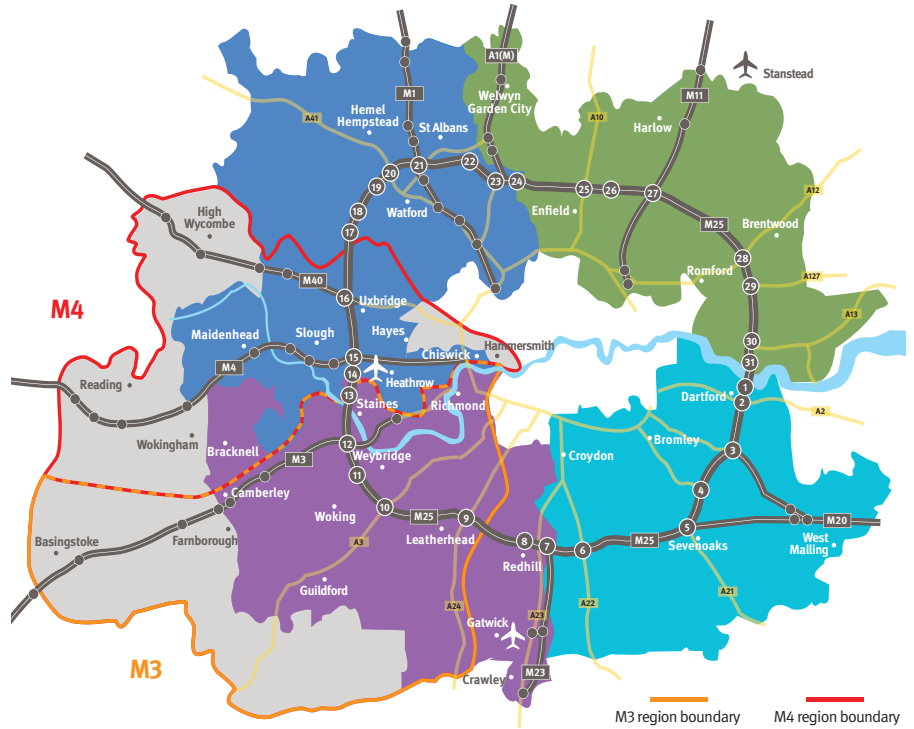 A1(M)
Stanstead
M1
Welwyn
Garden City
M11
Hemel
Hempstead
A41
St Albans
A10
Harlow
22
21
20
23
24
25
26
27
19
A12
18
Watford
Enfield
M25
Brentwood
High
Wycombe
17
28
M40
Romford
A127
29
16
Uxbridge
M4
A13
Maidenhead
Slough
Hayes
30
Hammersmith
15
Chiswick
31
M4
14
Heathrow
Reading
13
Staines
Richmond
Dartford
1
2
A2
Wokingham
Bracknell
12
Bromley
M3
Weybridge
Croydon
3
11
Camberley
4
Woking
10
M25
9
5
M20
Farnborough
Leatherhead
8
7
6
M25
Sevenoaks
West
Malling
Basingstoke
A3
Redhill
Guildford
A24
A23
A22
A21
Gatwick
M3
Crawley
M23
M3 region boundary
M4 region boundary